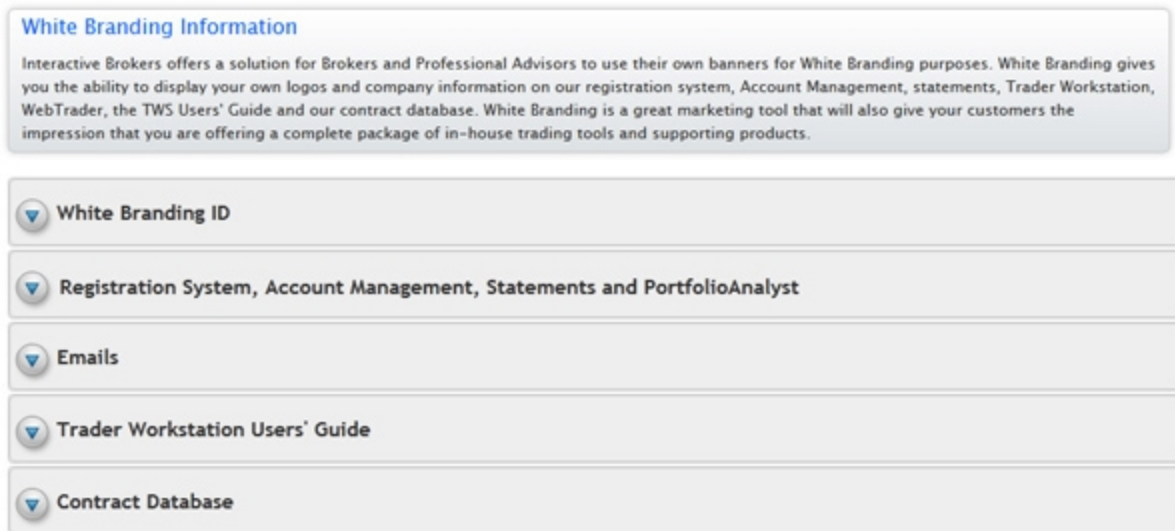 White Branding Information
Interactive Brokers offers a solution for Brokers and Professional Advisors to use their own banners for White Branding purposes. White Branding gives
you the ability to display your own logos and company information on our registration system, Account Management, statements, Trader Workstation,
WebTrader, the TWS Users' Guide and our contract database. White Branding is a great marketing tool that will also give your customers the
impression that you are offering a complete package of in-house trading tools and supporting products.
White Branding ID
Registration System, Account Management, Statements and PortfolioAnalyst
Emails
Trader Workstation Users' Guide
Contract Database